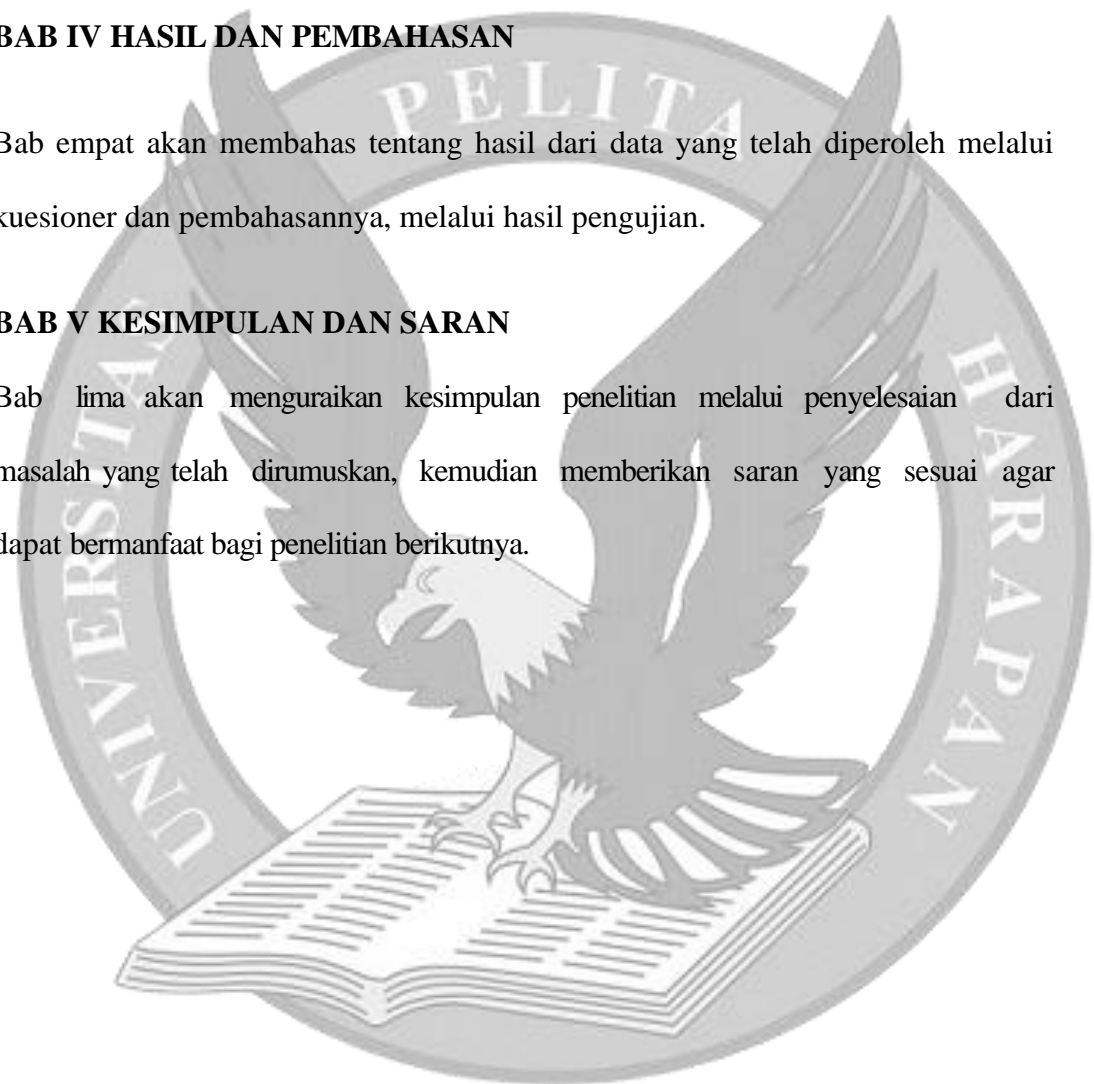 BAB IV HASIL DAN PEMBAHASAN
PELITA
Bab empat akan membahas tentang hasil dari data yang telah diperoleh melalui
kuesioner dan pembahasannya, melalui hasil pengujian.
BAB V KESIMPULAN DAN SARAN
Bab lima akan menguraikan kesimpulan penelitian melalui penyelesaian dari
masalah yang telah dirumuskan, kemudian memberikan saran yang sesuai agar
dapat bermanfaat bagi penelitian berikutnya.
UNIVERSITAS
HARAPAN